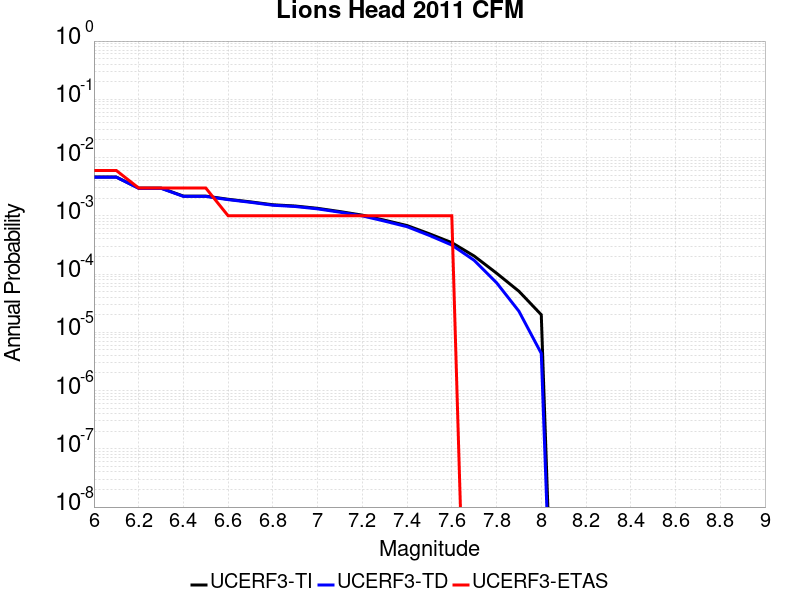 Lions Head 2011 CFM
10^0
10^-1
10^-2
10^-3
10^-4
10^-5
10^-6
10^-7
10^-8
Annual Probability
6 6.2 6.4 6.6 6.8 7 7.2 7.4 7.6 7.8 8 8.2 8.4 8.6 8.8 9
Magnitude
UCERF3-TI UCERF3-TD UCERF3-ETAS